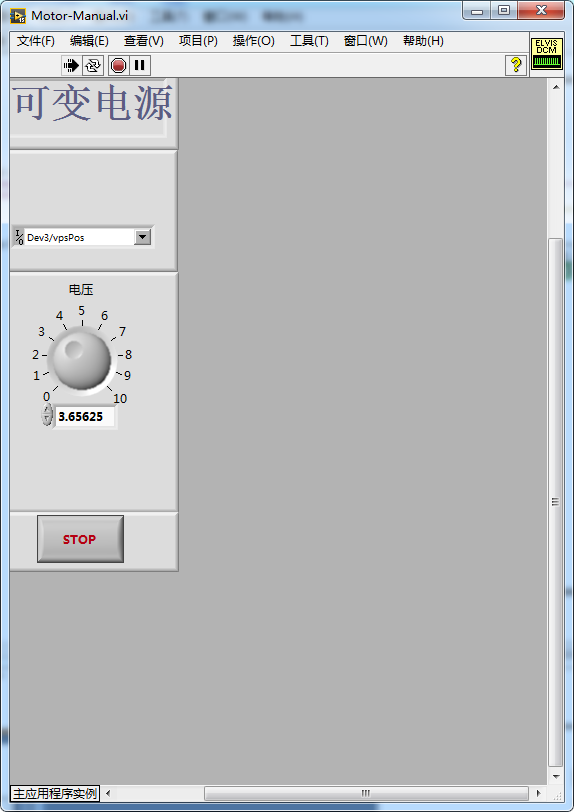 Motor-Manual.vi
文件(F) 编辑(E) 查看(V) 项目(P) 操作(O) 工具(T) 窗口(W) 帮助(H)
ELVIS
DCM
?
可变电源
I/O Dev3/vpsPos
电压
0 1 2 3 4 5 6 7 8 9 10
3.65625
STOP
主应用程序实例